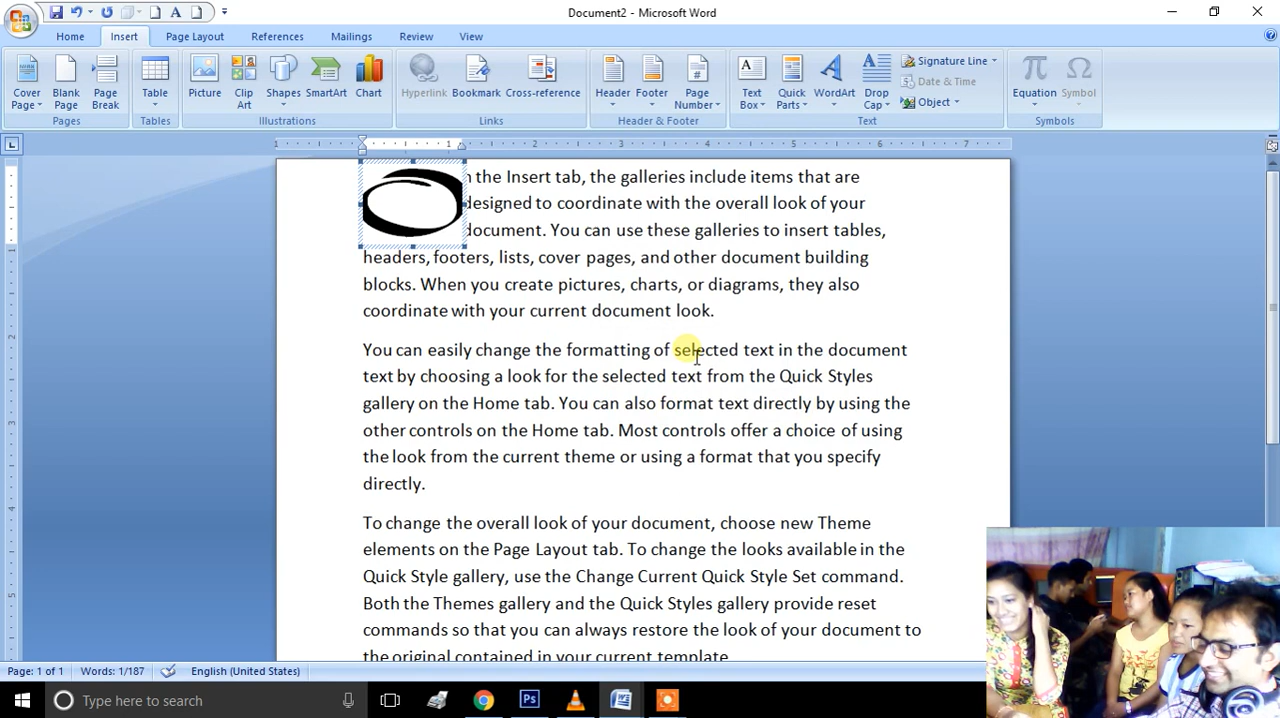 Document2 - Microsoft Word
Home Insert Page Layout References Mailings Review View
Cover Page Blank Page Page Break Table Picture Clip Art Shapes SmartArt Chart Hyperlink Bookmark Cross-reference Header Footer Page Number Text Box Quick Parts WordArt Drop Cap Signature Line Date & Time Object Equation Symbol
Pages Tables Illustrations Links Header & Footer Text Symbols
1 1 2 3 4 5 6 7
n the Insert tab, the galleries include items that are
designed to coordinate with the overall look of your
document. You can use these galleries to insert tables,
headers, footers, lists, cover pages, and other document building
blocks. When you create pictures, charts, or diagrams, they also
coordinate with your current document look.
You can easily change the formatting of selected text in the document
text by choosing a look for the selected text from the Quick Styles
gallery on the Home tab. You can also format text directly by using the
other controls on the Home tab. Most controls offer a choice of using
the look from the current theme or using a format that you specify
directly.
To change the overall look of your document, choose new Theme
elements on the Page Layout tab. To change the looks available in the
Quick Style gallery, use the Change Current Quick Style Set command.
Both the Themes gallery and the Quick Styles gallery provide reset
commands so that you can always restore the look of your document to
the original contained in your current template.
Page: 1 of 1 Words: 1/187 English (United States)
Type here to search